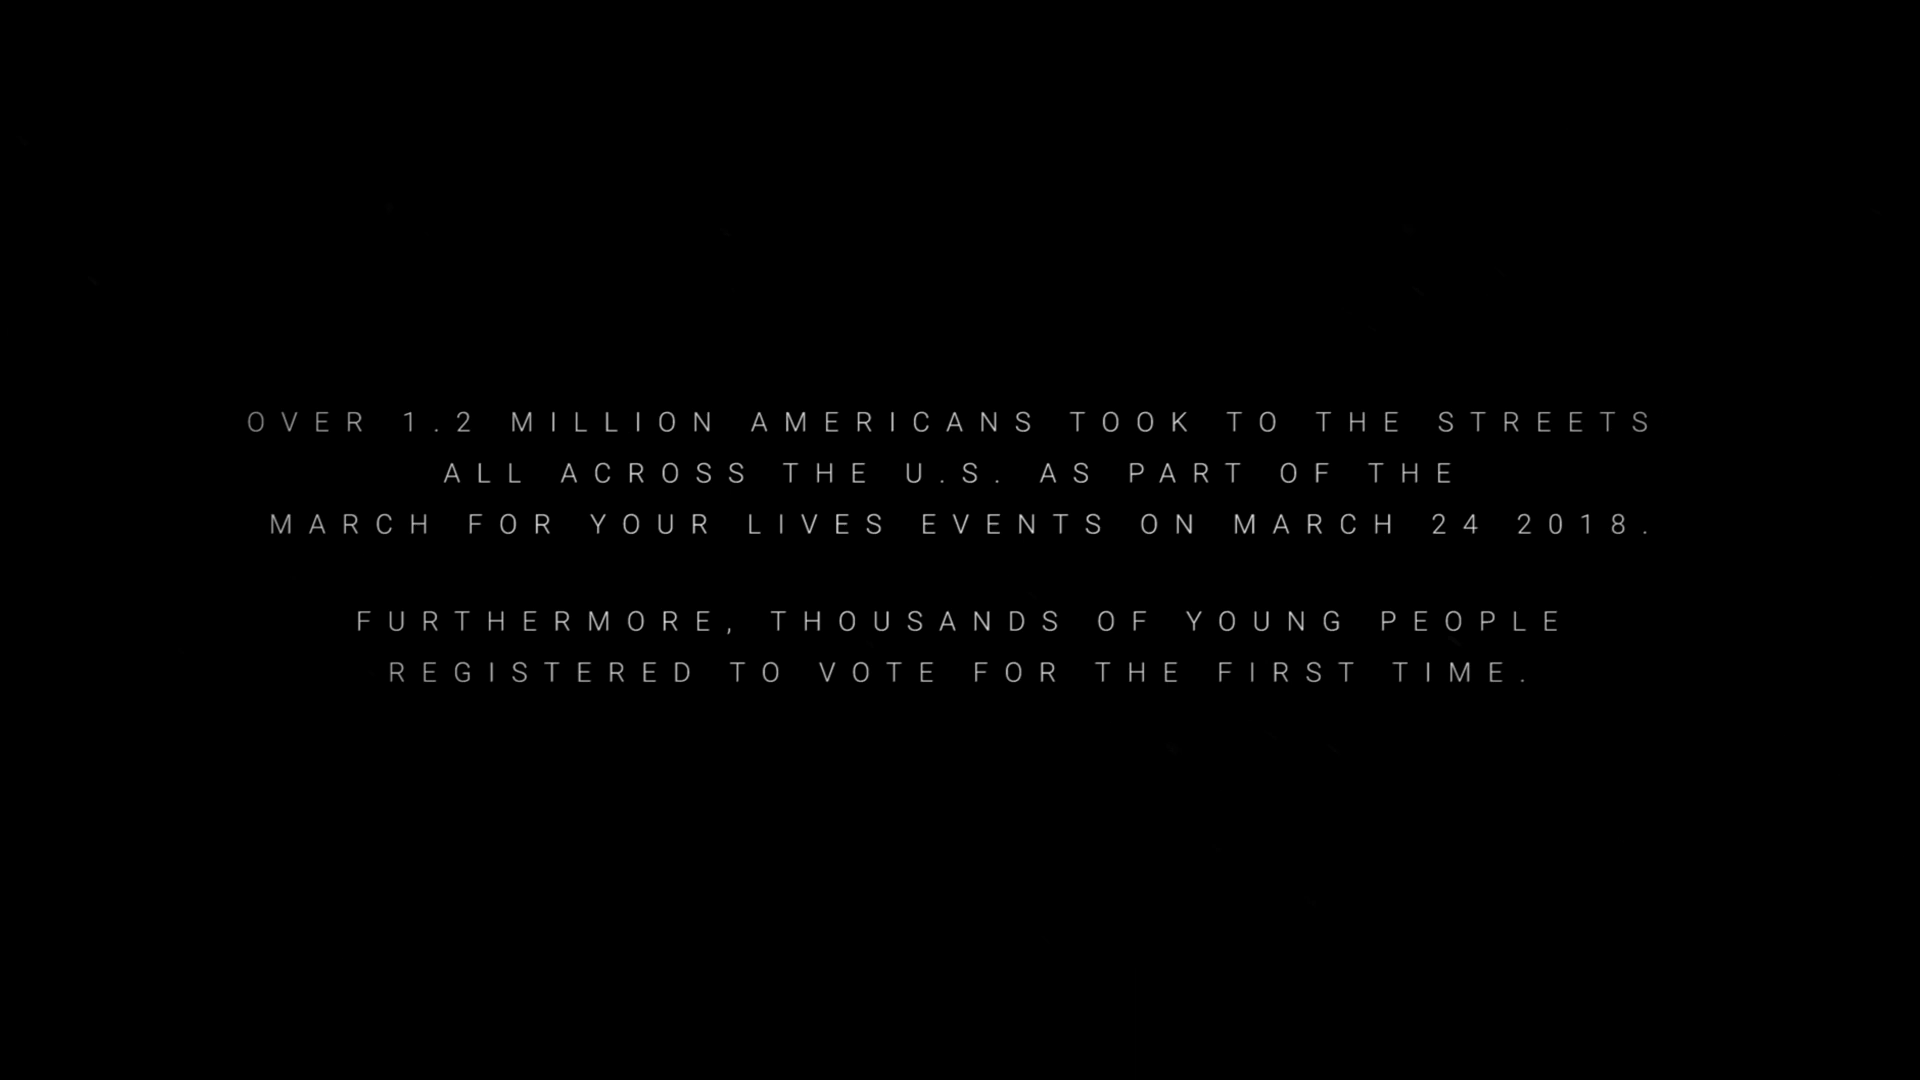 OVER 1.2 MILLION AMERICANS TOOK TO THE STREETS
ALL ACROSS THE U.S. AS PART OF THE
MARCH FOR YOUR LIVES EVENTS ON MARCH 24 2018.
FURTHERMORE, THOUSANDS OF YOUNG PEOPLE
REGISTERED TO VOTE FOR THE FIRST TIME.